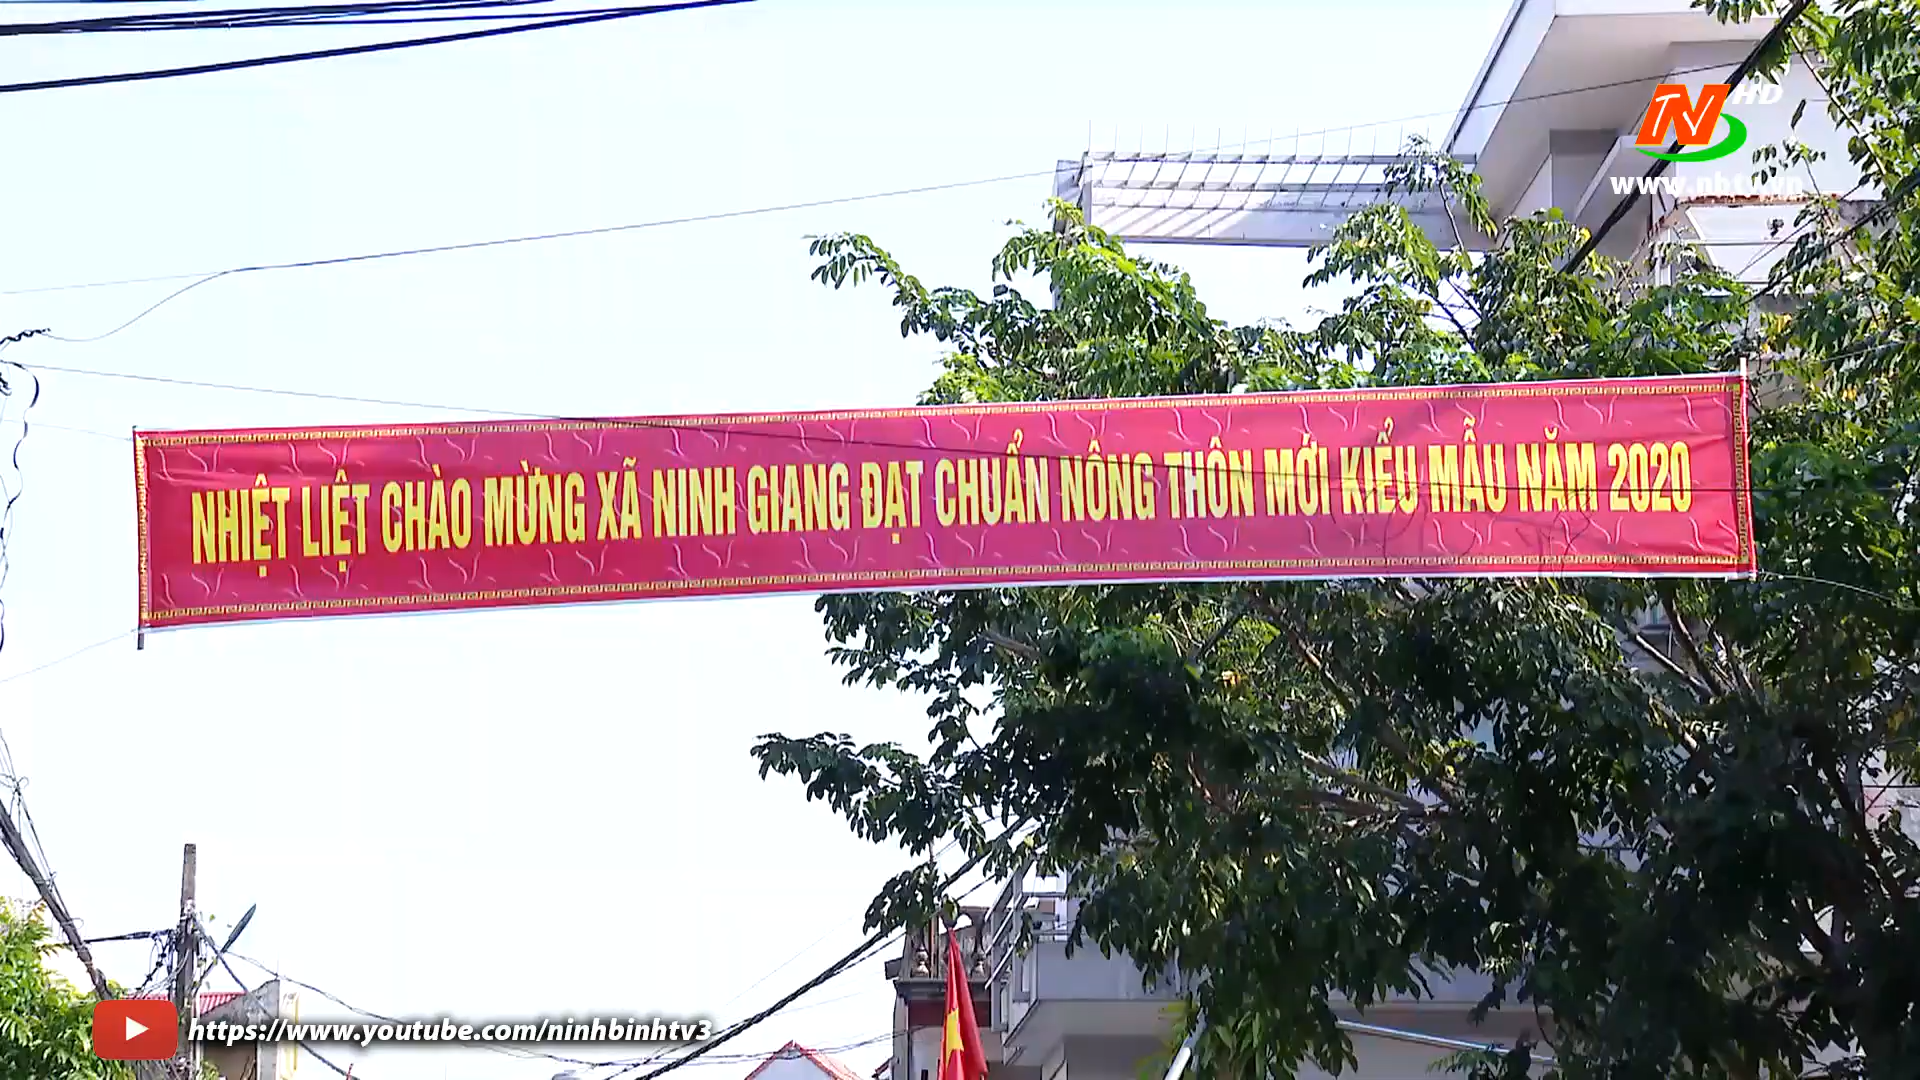 TV HD
www.nbtv.vn
NHIỆT LIỆT CHÀO MỪNG XÃ NINH GIANG ĐẠT CHUẨN NÔNG THÔN MỚI KIỂU MẪU NĂM 2020
https://www.youtube.com/ninhbinhtv3